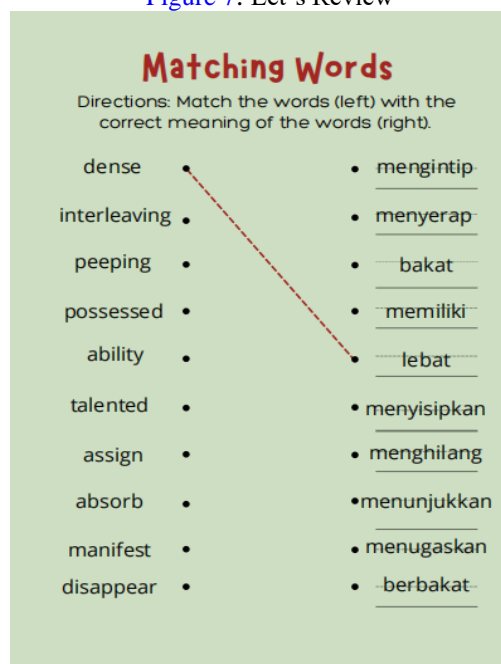 Figure 7. Let's Review
Matching Words
Directions: Match the words (left) with the
correct meaning of the words (right).
dense mengintip
interleaving menyerap
peeping bakat
possessed memiliki
ability lebat
talented menyisipkan
assign menghilang
absorb menunjukkan
manifest menugaskan
disappear berbakat